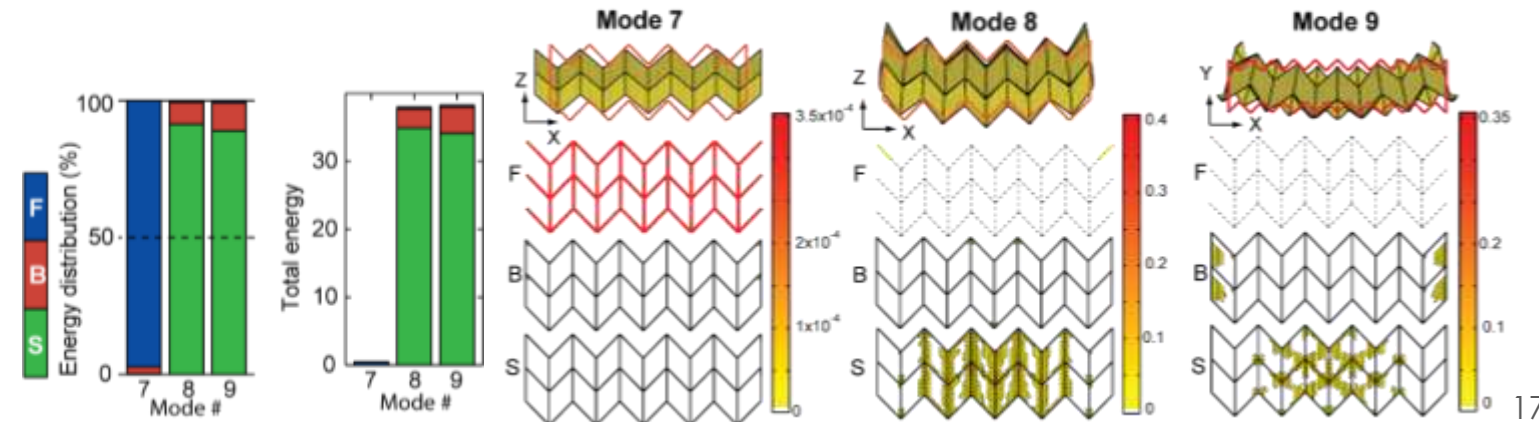 F
B
S
Energy distribution (%)
100
50
0
7 8 9
Mode #
Total energy
30
20
10
0
7 8 9
Mode #
Mode 7
Z
X
F
B
S
3.5x10⁻⁴
2x10⁻⁴
1x10⁻⁴
0
Mode 8
Z
X
F
B
S
0.4
0.3
0.2
0.1
0
Mode 9
Y
X
F
B
S
0.35
0.2
0.1
0
17